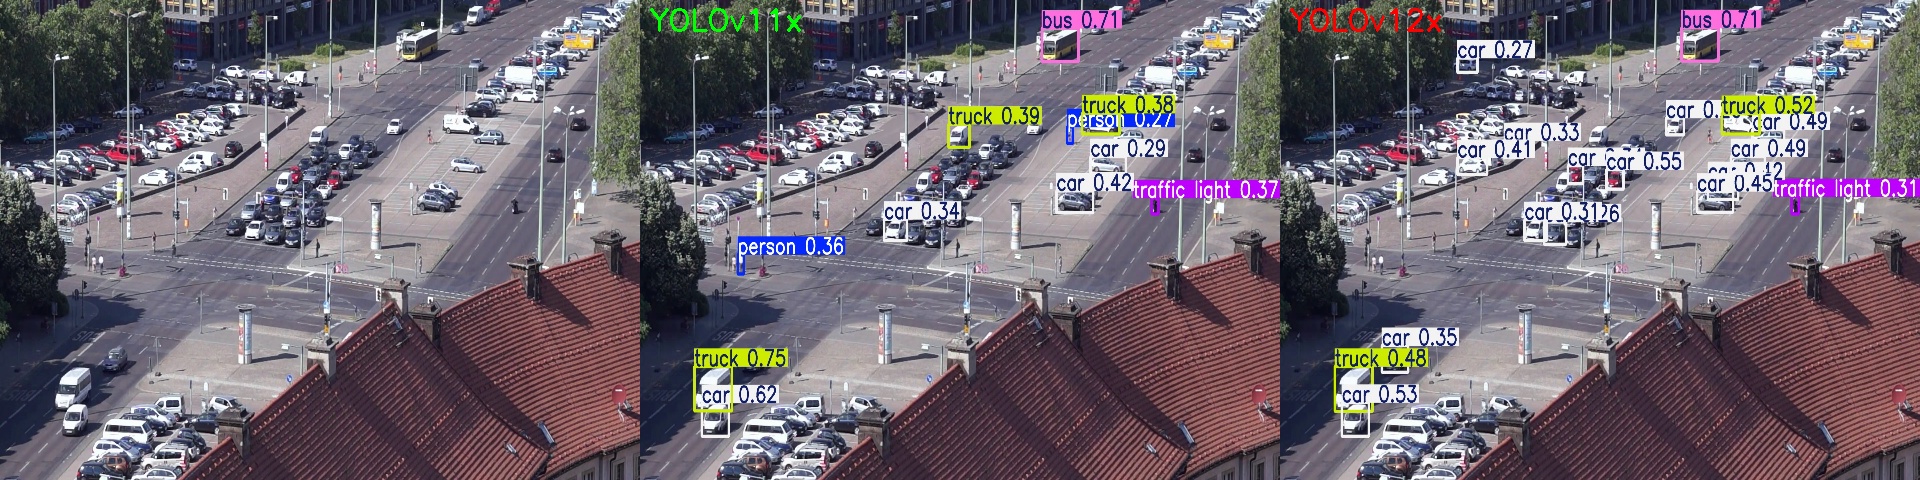 YOLOv11x
bus 0.71
truck 0.39
truck 0.38
person 0.27
car 0.29
car 0.42
traffic light 0.37
car 0.34
person 0.36
truck 0.75
car 0.62
YOLOv12x
bus 0.71
car 0.27
car 0.
truck 0.52
car 0.49
car 0.33
car 0.41
car 0.55
car 0.49
car 0.45
traffic light 0.31
car 0.31
car 0.35
truck 0.48
car 0.53